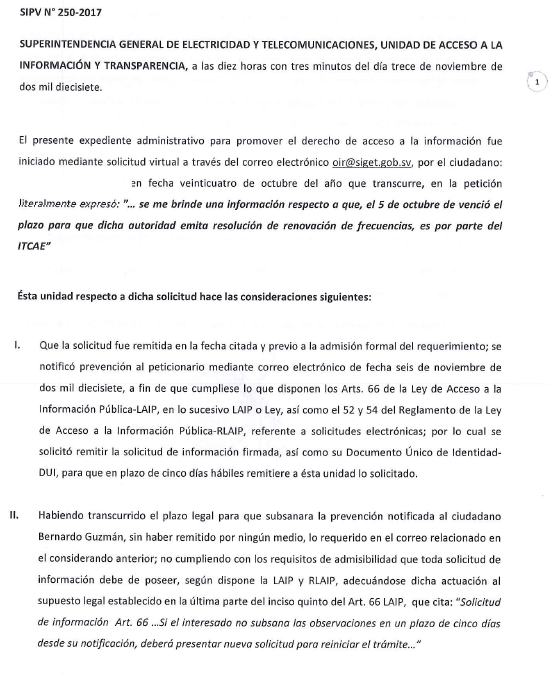 SIPV N° 250-2017
SUPERINTENDENCIA GENERAL DE ELECTRICIDAD Y TELECOMUNICACIONES, UNIDAD DE ACCESO A LA
INFORMACIÓN Y TRANSPARENCIA, a las diez horas con tres minutos del día trece de noviembre de
dos mil diecisiete.
1
El presente expediente administrativo para promover el derecho de acceso a la información fue
iniciado mediante solicitud virtual a través del correo electrónico oir@siget.gob.sv, por el ciudadano:
en fecha veinticuatro de octubre del año que transcurre, en la petición
literalmente expresó: "... se me brinde una información respecto a que, el 5 de octubre de venció el
plazo para que dicha autoridad emita resolución de renovación de frecuencias, es por parte del
ITCAE"
Ésta unidad respecto a dicha solicitud hace las consideraciones siguientes:
I. Que la solicitud fue remitida en la fecha citada y previo a la admisión formal del requerimiento; se
notificó prevención al peticionario mediante correo electrónico de fecha seis de noviembre de
dos mil diecisiete, a fin de que cumpliese lo que disponen los Arts. 66 de la Ley de Acceso a la
Información Pública-LAIP, en lo sucesivo LAIP o Ley, así como el 52 y 54 del Reglamento de la Ley
de Acceso a la Información Pública-RLAIP, referente a solicitudes electrónicas; por lo cual se
solicitó remitir la solicitud de información firmada, así como su Documento Único de Identidad-
DUI, para que en plazo de cinco días hábiles remitiere a ésta unidad lo solicitado.
II. Habiendo transcurrido el plazo legal para que subsanara la prevención notificada al ciudadano
Bernardo Guzmán, sin haber remitido por ningún medio, lo requerido en el correo relacionado en
el considerando anterior; no cumpliendo con los requisitos de admisibilidad que toda solicitud de
información debe de poseer, según dispone la LAIP y RLAIP, adecuándose dicha actuación al
supuesto legal establecido en la última parte del inciso quinto del Art. 66 LAIP, que cita: "Solicitud
de información Art. 66 ...Si el interesado no subsana las observaciones en un plazo de cinco días
desde su notificación, deberá presentar nueva solicitud para reiniciar el trámite..."